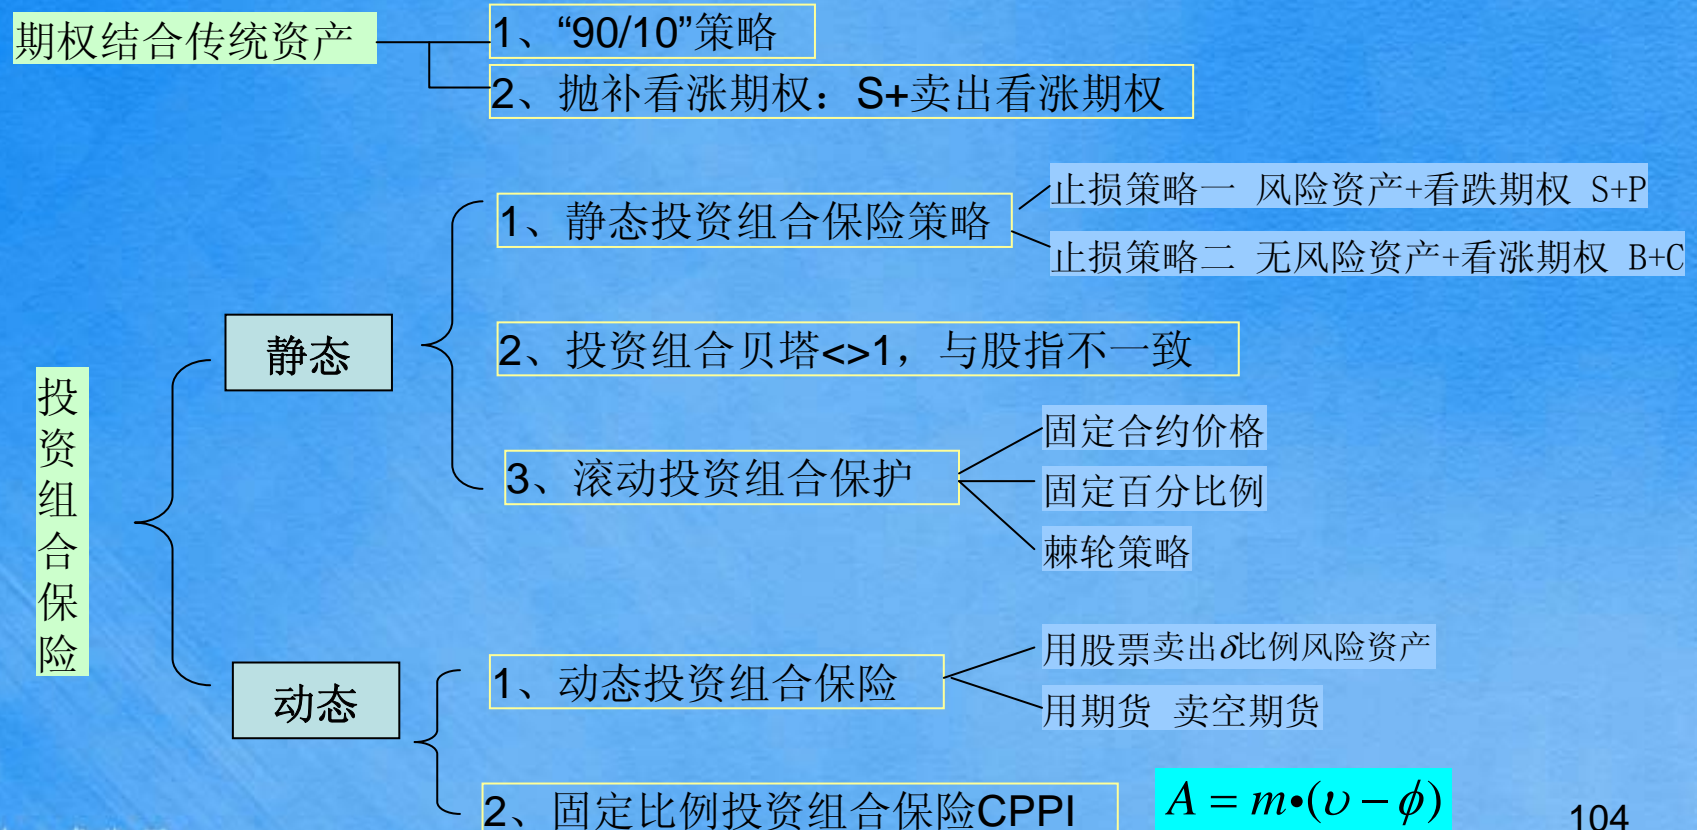 期权结合传统资产
1、“90/10”策略
2、抛补看涨期权：S+卖出看涨期权
投资组合保险
静态
1、静态投资组合保险策略
止损策略一 风险资产+看跌期权 S+P
止损策略二 无风险资产+看涨期权 B+C
2、投资组合贝塔<>1，与股指不一致
3、滚动投资组合保护
固定合约价格
固定百分比例
棘轮策略
动态
1、动态投资组合保险
用股票卖出δ比例风险资产
用期货 卖空期货
2、固定比例投资组合保险CPPI
A = m•(υ − ϕ)
104